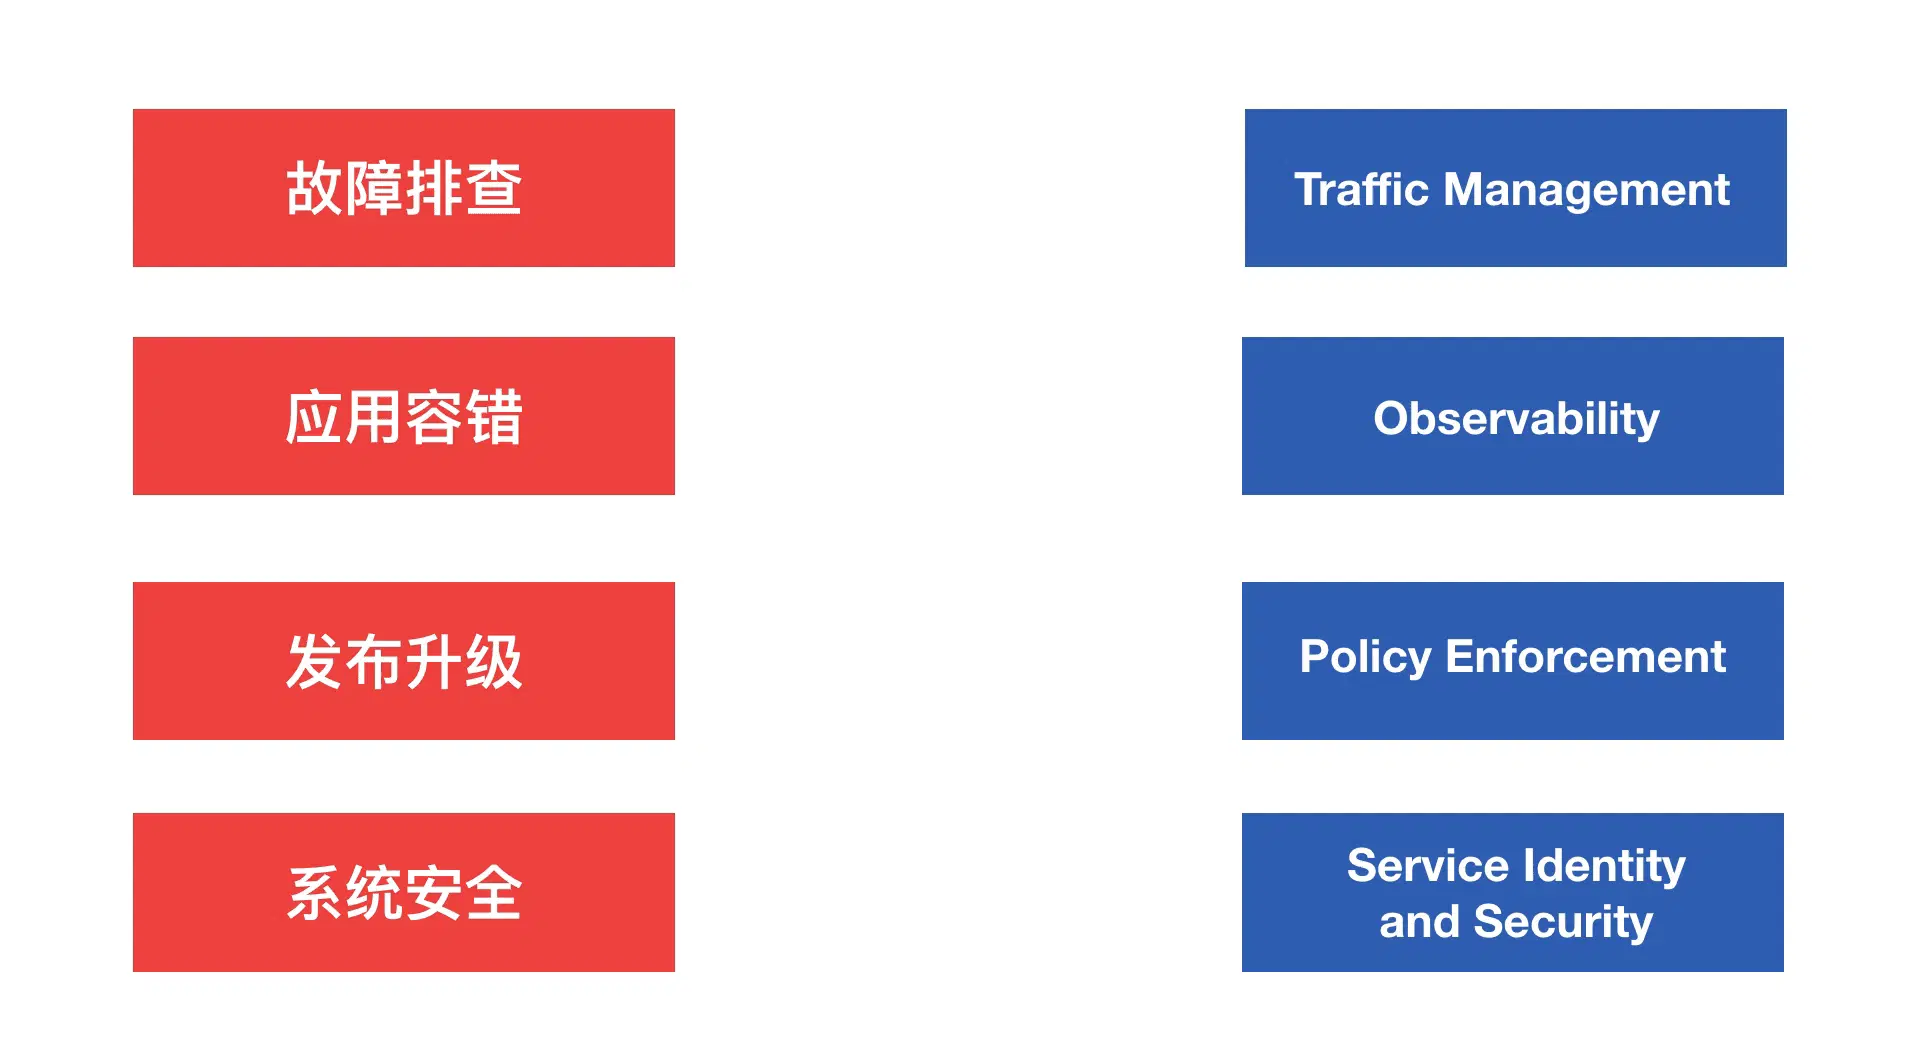 故障排查
Traffic Management
应用容错
Observability
发布升级
Policy Enforcement
系统安全
Service Identity
and Security